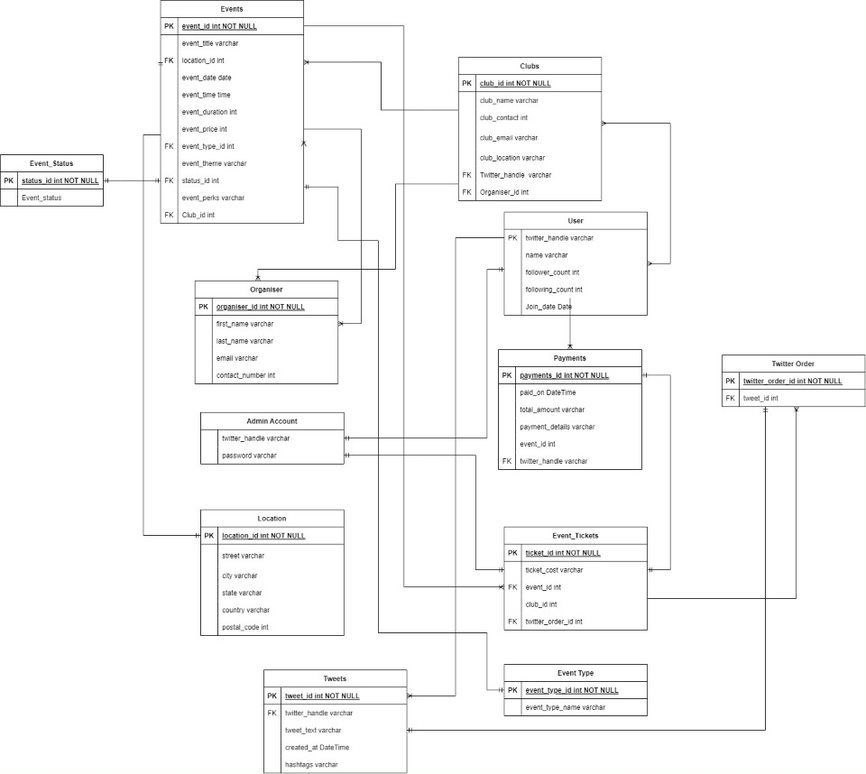 Events
PK event_id int NOT NULL
event_title varchar
FK location_id int
event_date date
event_time time
event_duration int
event_price int
FK event_type_id int
event_theme varchar
FK status_id int
event_perks varchar
FK Club_id int
Clubs
PK club_id int NOT NULL
club_name varchar
club_contact int
club_email varchar
club_location varchar
FK Twitter_handle varchar
FK Organiser_id int
Event_Status
PK status_id int NOT NULL
Event_status
User
PK twitter_handle varchar
name varchar
follower_count int
following_count int
Join_date Date
Organiser
PK organiser_id int NOT NULL
first_name varchar
last_name varchar
email varchar
contact_number int
Payments
PK payments_id int NOT NULL
paid_on DateTime
total_amount varchar
payment_details varchar
event_id int
FK twitter_handle varchar
Twitter Order
PK twitter_order_id int NOT NULL
FK tweet_id int
Admin Account
twitter_handle varchar
password varchar
Location
PK location_id int NOT NULL
street varchar
city varchar
state varchar
country varchar
postal_code int
Event_Tickets
PK ticket_id int NOT NULL
ticket_cost varchar
FK event_id int
club_id int
FK twitter_order_id int
Tweets
PK tweet_id int NOT NULL
FK twitter_handle varchar
tweet_text varchar
created_at DateTime
hashtags varchar
Event Type
PK event_type_id int NOT NULL
event_type_name varchar